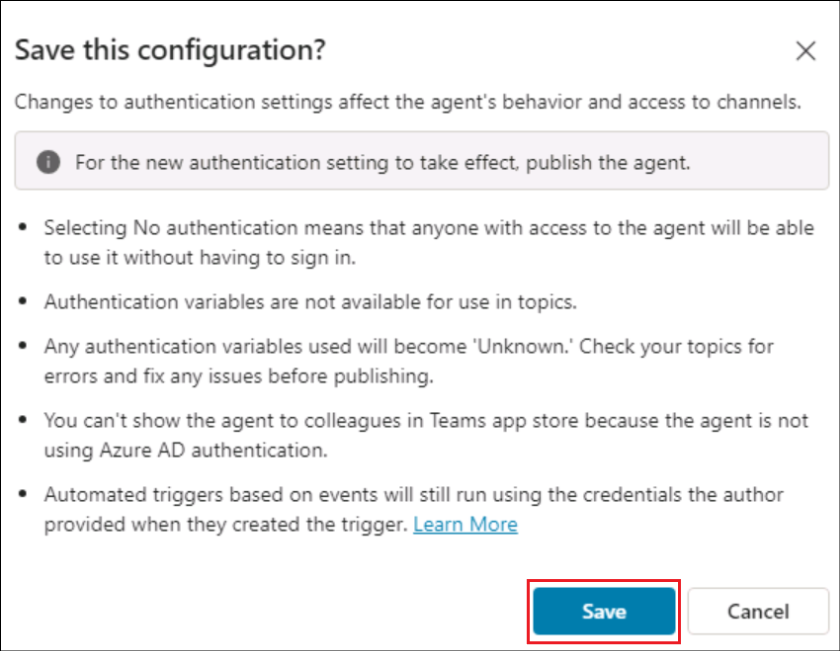 Save this configuration?
Changes to authentication settings affect the agent's behavior and access to channels.
For the new authentication setting to take effect, publish the agent.
• Selecting No authentication means that anyone with access to the agent will be able
to use it without having to sign in.
• Authentication variables are not available for use in topics.
• Any authentication variables used will become 'Unknown.' Check your topics for
errors and fix any issues before publishing.
• You can't show the agent to colleagues in Teams app store because the agent is not
using Azure AD authentication.
• Automated triggers based on events will still run using the credentials the author
provided when they created the trigger. Learn More
Save
Cancel